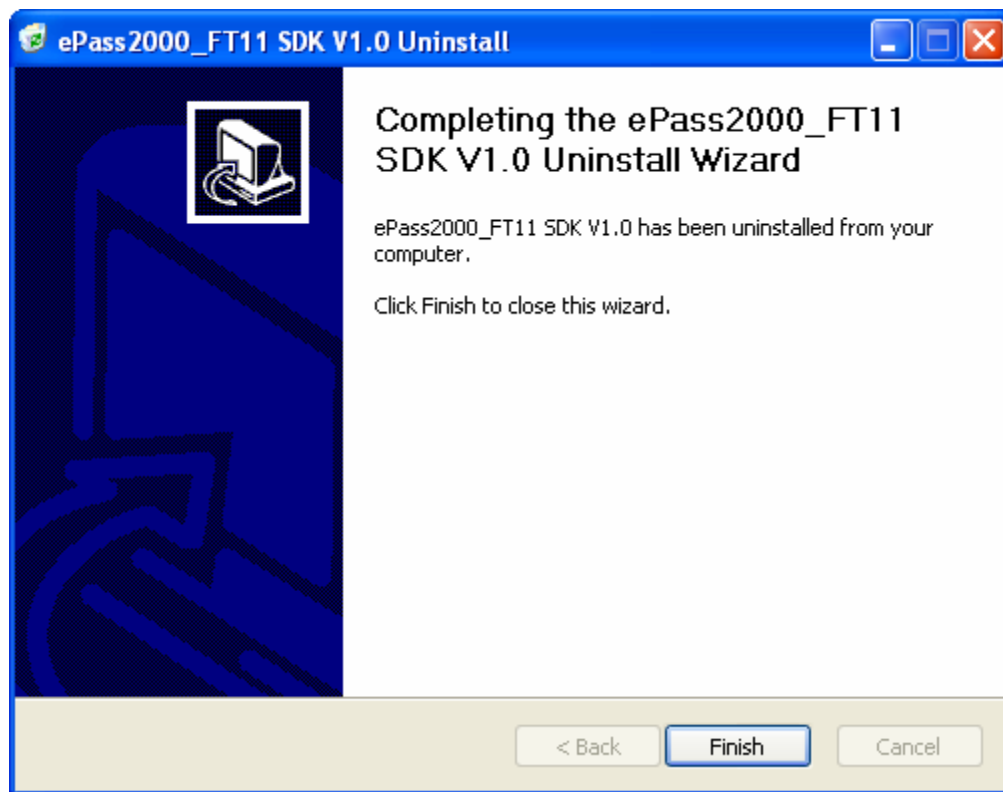 ePass2000_FT11 SDK V1.0 Uninstall
Completing the ePass2000_FT11
SDK V1.0 Uninstall Wizard
ePass2000_FT11 SDK V1.0 has been uninstalled from your
computer.
Click Finish to close this wizard.
< Back Finish Cancel